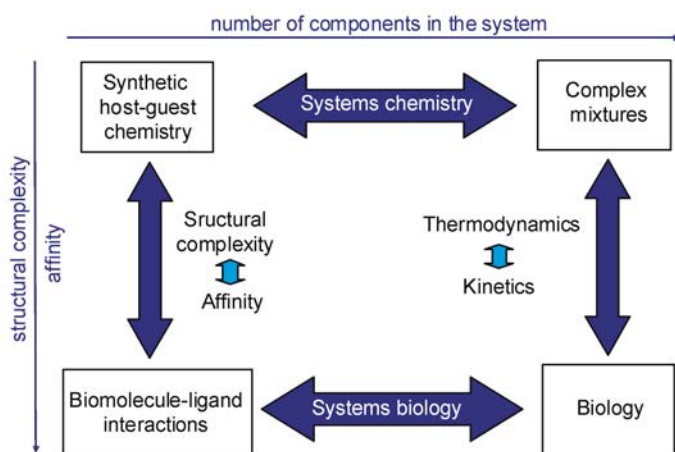 number of components in the system
structural complexity
affinity
Synthetic
host-guest
chemistry
Systems chemistry
Complex
mixtures
Sructural
complexity
Affinity
Thermodynamics
Kinetics
Biomolecule-ligand
interactions
Systems biology
Biology